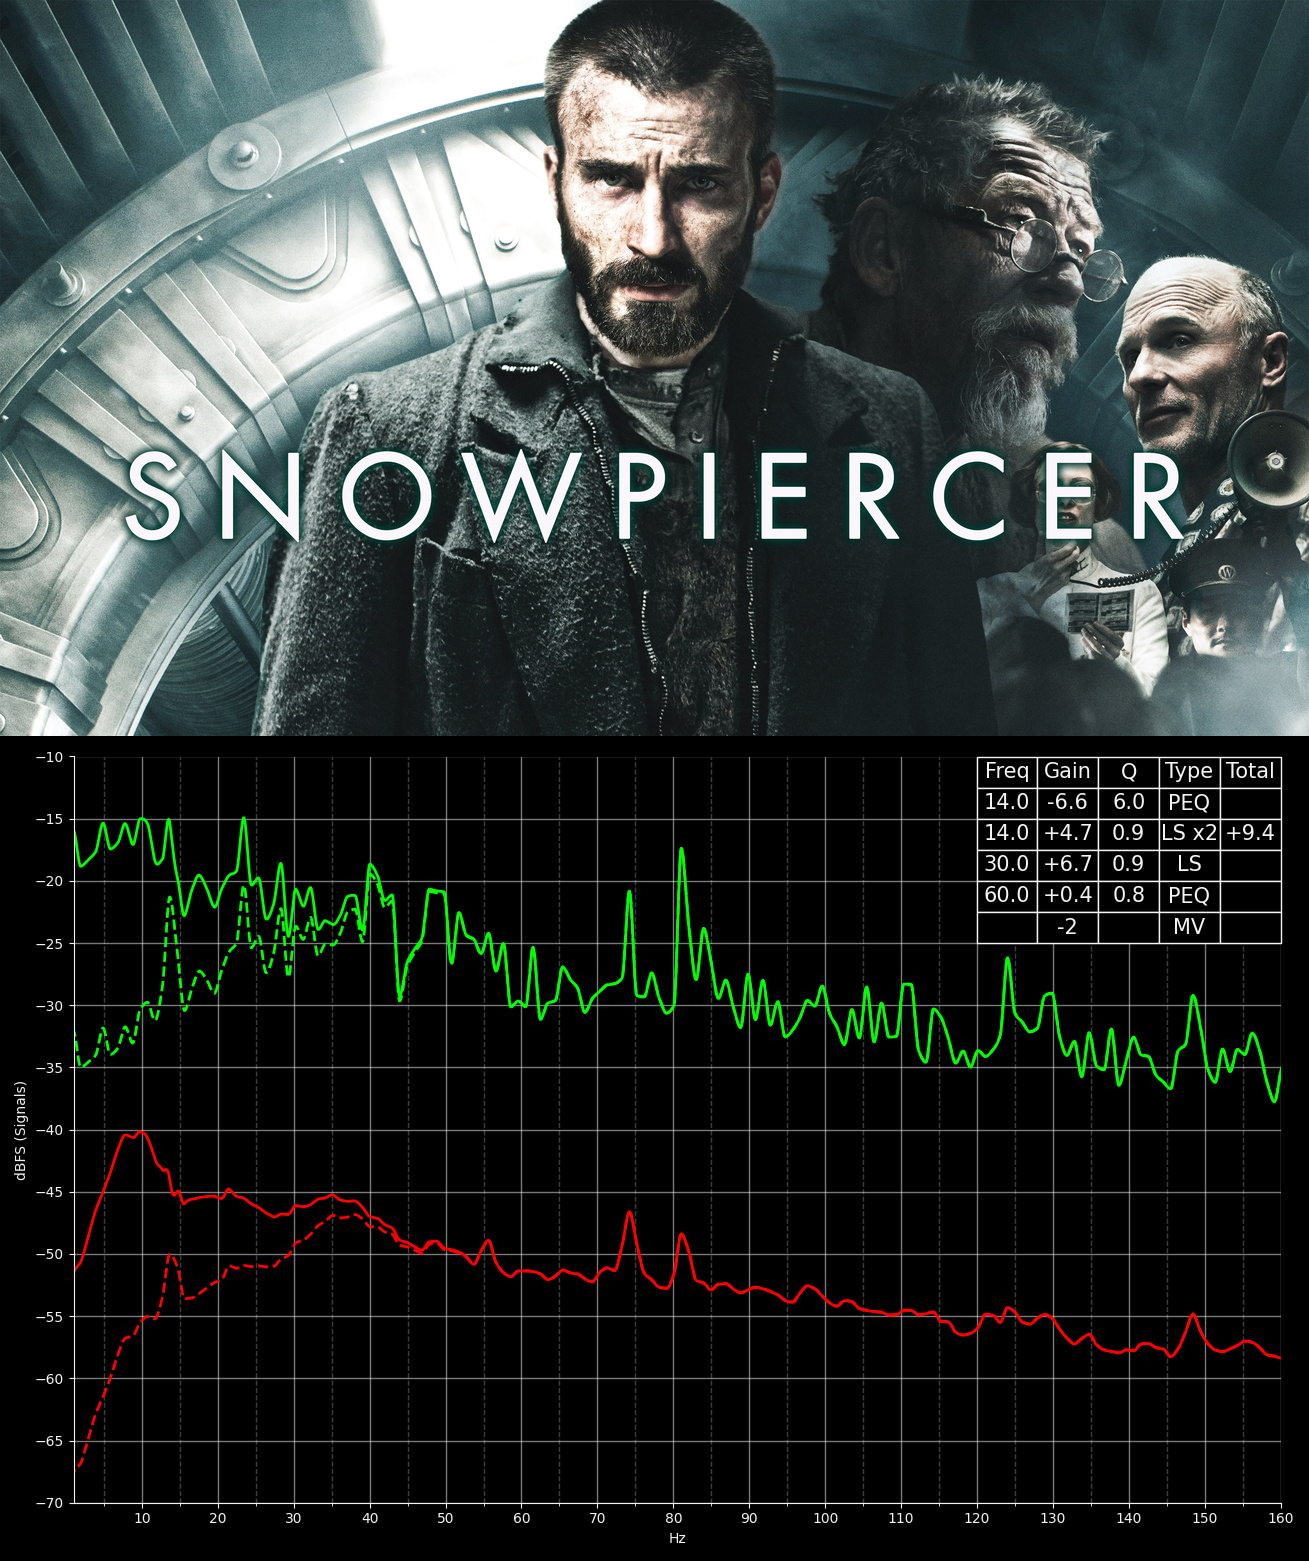 SNOWPIERCER
W
Freq Gain Q Type Total
14.0 -6.6 6.0 PEQ
14.0 +4.7 0.9 LS x2 +9.4
30.0 +6.7 0.9 LS
60.0 +0.4 0.8 PEQ
-2 MV
−10
−15
−20
−25
−30
−35
−40
−45
−50
−55
−60
−65
−70
dBFS (Signals)
10 20 30 40 50 60 70 80 90 100 110 120 130 140 150 160
Hz